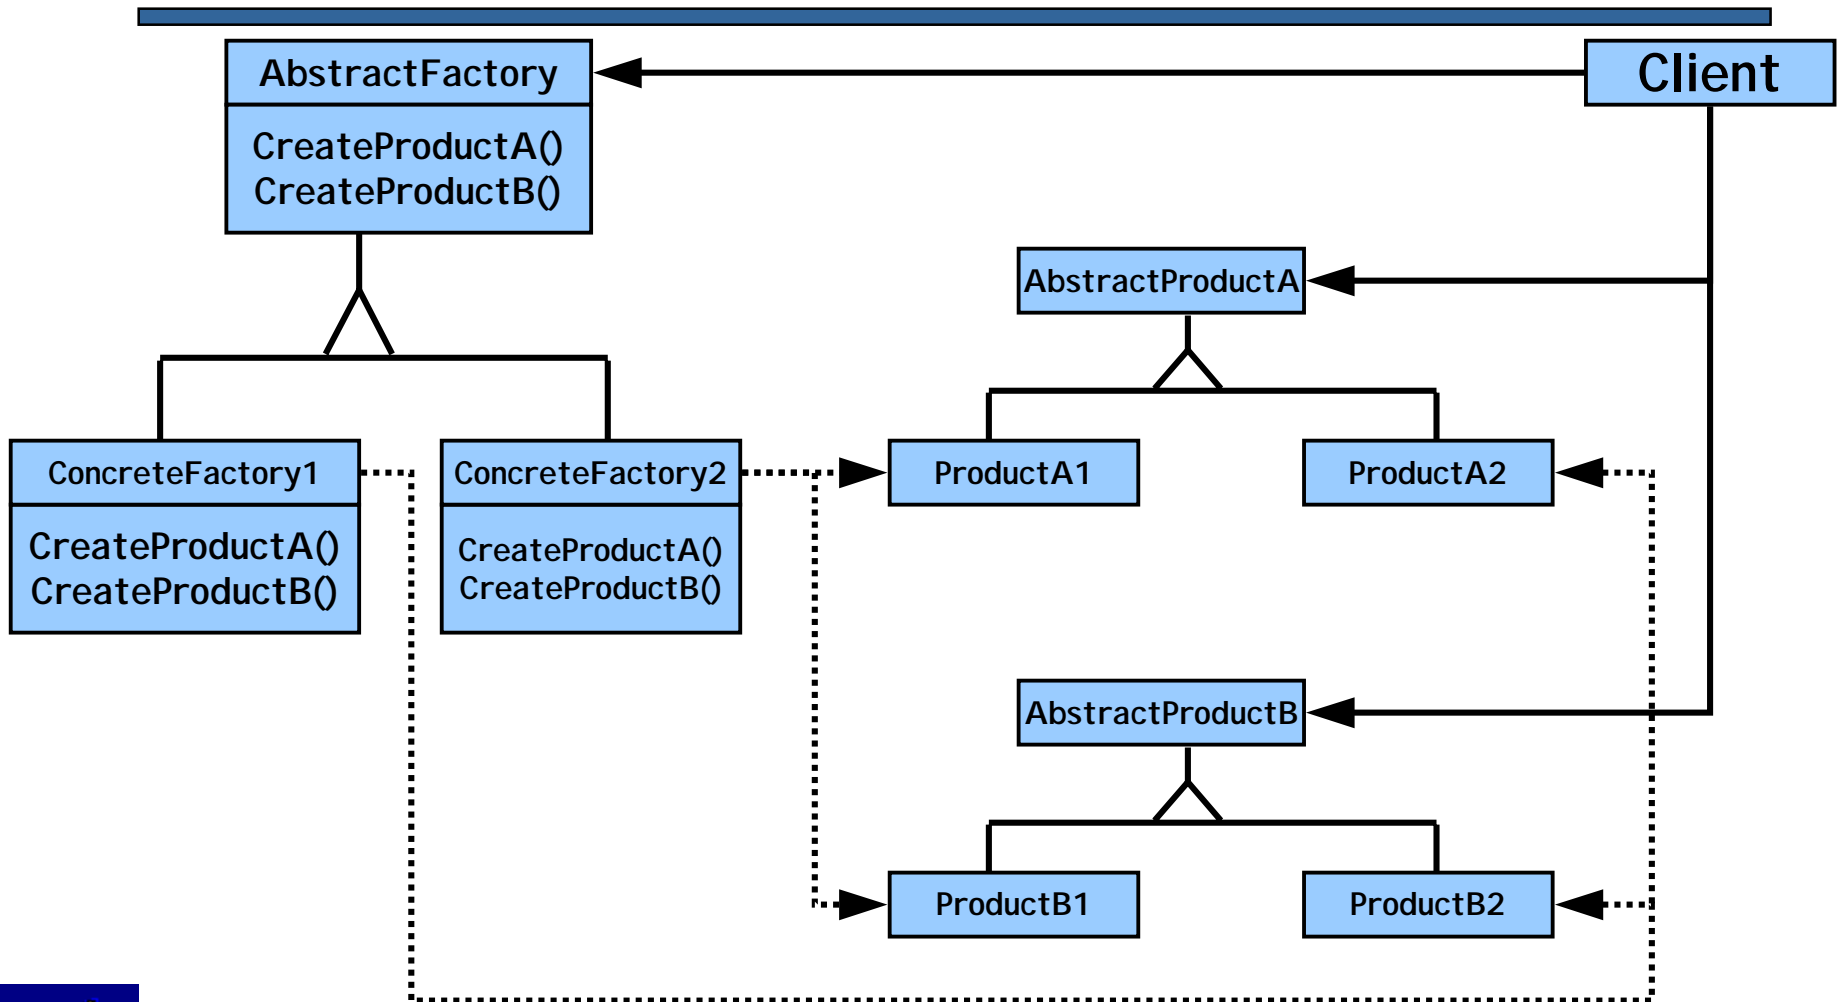 AbstractFactory
Client
CreateProductA()
CreateProductB()
AbstractProductA
ConcreteFactory1
ConcreteFactory2
ProductA1
ProductA2
CreateProductA()
CreateProductB()
CreateProductA()
CreateProductB()
AbstractProductB
ProductB1
ProductB2